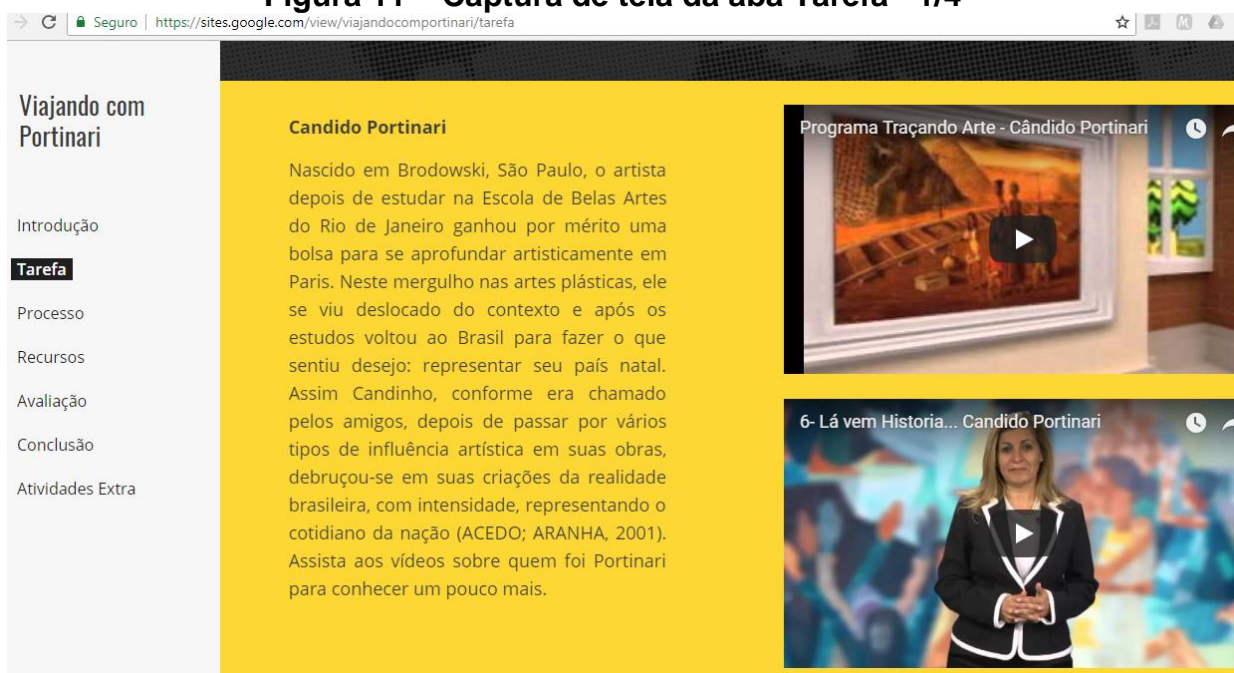 Figura 11 – Captura de tela da aba Tarefa - 1/4
Seguro | https://sites.google.com/view/viajandocomportinari/tarefa
Viajando com
Portinari
Introdução
Tarefa
Processo
Recursos
Avaliação
Conclusão
Atividades Extra
Candido Portinari
Nascido em Brodowski, São Paulo, o artista
depois de estudar na Escola de Belas Artes
do Rio de Janeiro ganhou por mérito uma
bolsa para se aprofundar artisticamente em
Paris. Neste mergulho nas artes plásticas, ele
se viu deslocado do contexto e após os
estudos voltou ao Brasil para fazer o que
sentiu desejo: representar seu país natal.
Assim Candinho, conforme era chamado
pelos amigos, depois de passar por vários
tipos de influência artística em suas obras,
debruçou-se em suas criações da realidade
brasileira, com intensidade, representando o
cotidiano da nação (ACEDO; ARANHA, 2001).
Assista aos vídeos sobre quem foi Portinari
para conhecer um pouco mais.
Programa Traçando Arte - Cândido Portinari
6- Lá vem Historia... Candido Portinari